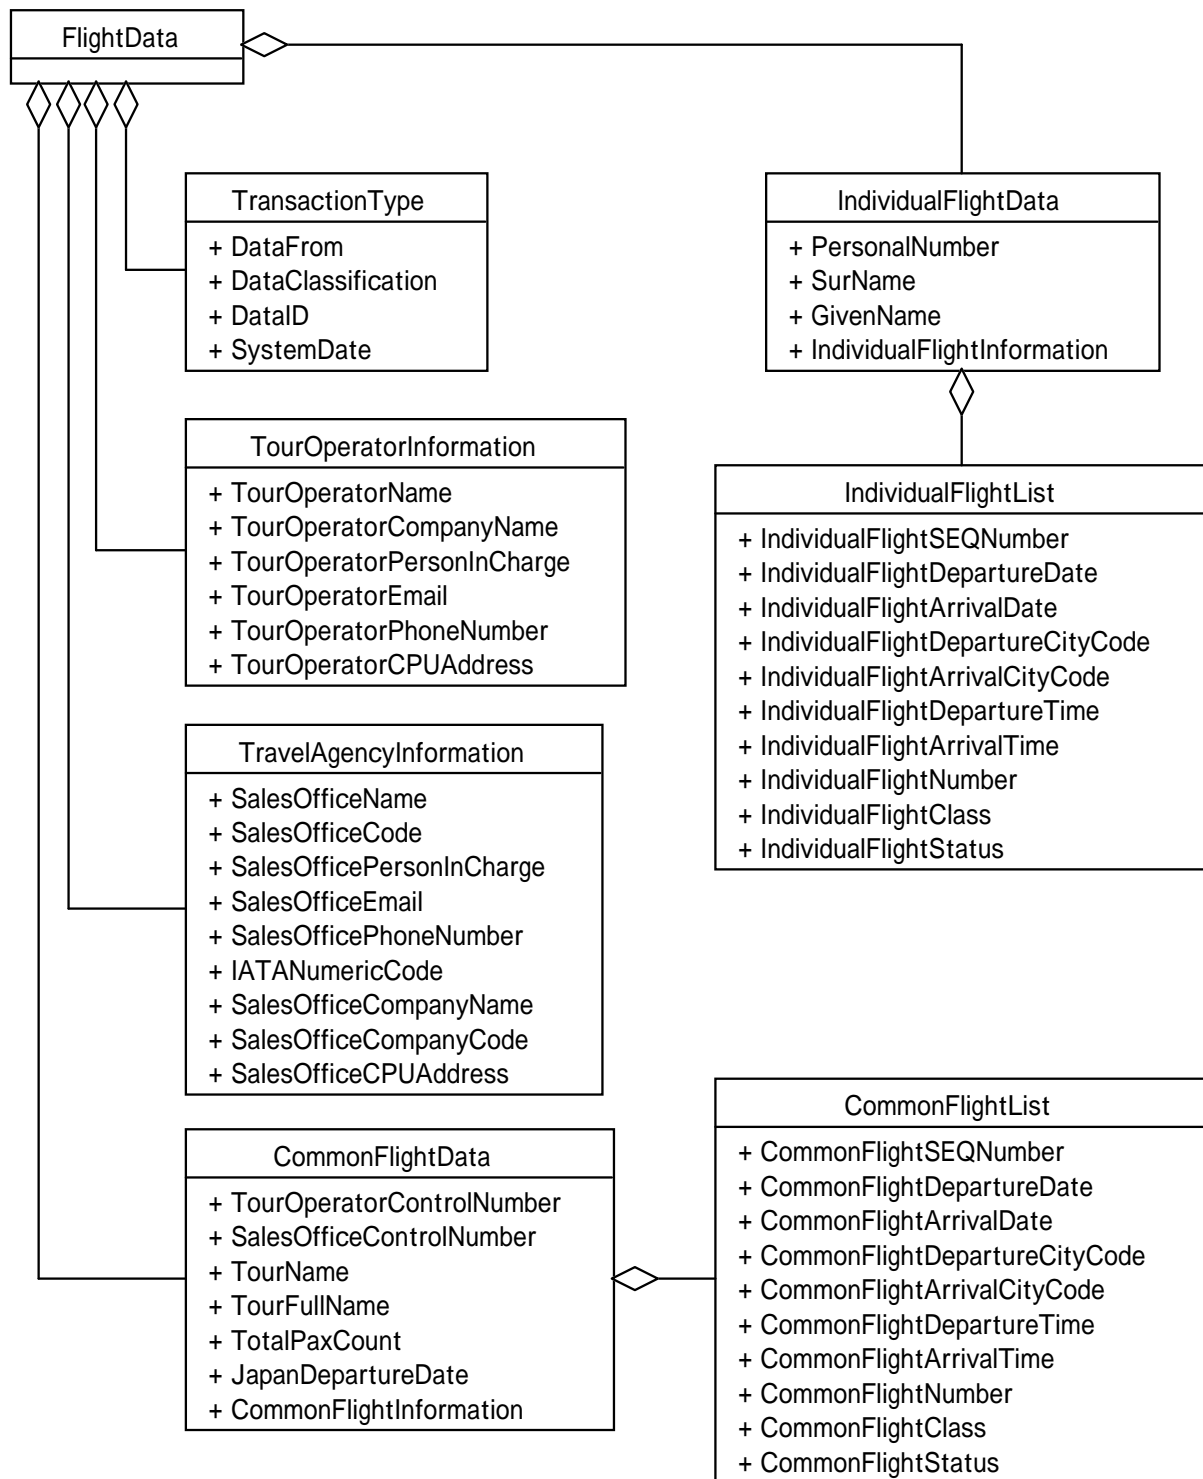 FlightData
TransactionType
+ DataFrom
+ DataClassification
+ DataID
+ SystemDate
IndividualFlightData
+ PersonalNumber
+ SurName
+ GivenName
+ IndividualFlightInformation
TourOperatorInformation
+ TourOperatorName
+ TourOperatorCompanyName
+ TourOperatorPersonInCharge
+ TourOperatorEmail
+ TourOperatorPhoneNumber
+ TourOperatorCPUAddress
IndividualFlightList
+ IndividualFlightSEQNumber
+ IndividualFlightDepartureDate
+ IndividualFlightArrivalDate
+ IndividualFlightDepartureCityCode
+ IndividualFlightArrivalCityCode
+ IndividualFlightDepartureTime
+ IndividualFlightArrivalTime
+ IndividualFlightNumber
+ IndividualFlightClass
+ IndividualFlightStatus
TravelAgencyInformation
+ SalesOfficeName
+ SalesOfficeCode
+ SalesOfficePersonInCharge
+ SalesOfficeEmail
+ SalesOfficePhoneNumber
+ IATANumericCode
+ SalesOfficeCompanyName
+ SalesOfficeCompanyCode
+ SalesOfficeCPUAddress
CommonFlightData
+ TourOperatorControlNumber
+ SalesOfficeControlNumber
+ TourName
+ TourFullName
+ TotalPaxCount
+ JapanDepartureDate
+ CommonFlightInformation
CommonFlightList
+ CommonFlightSEQNumber
+ CommonFlightDepartureDate
+ CommonFlightArrivalDate
+ CommonFlightDepartureCityCode
+ CommonFlightArrivalCityCode
+ CommonFlightDepartureTime
+ CommonFlightArrivalTime
+ CommonFlightNumber
+ CommonFlightClass
+ CommonFlightStatus